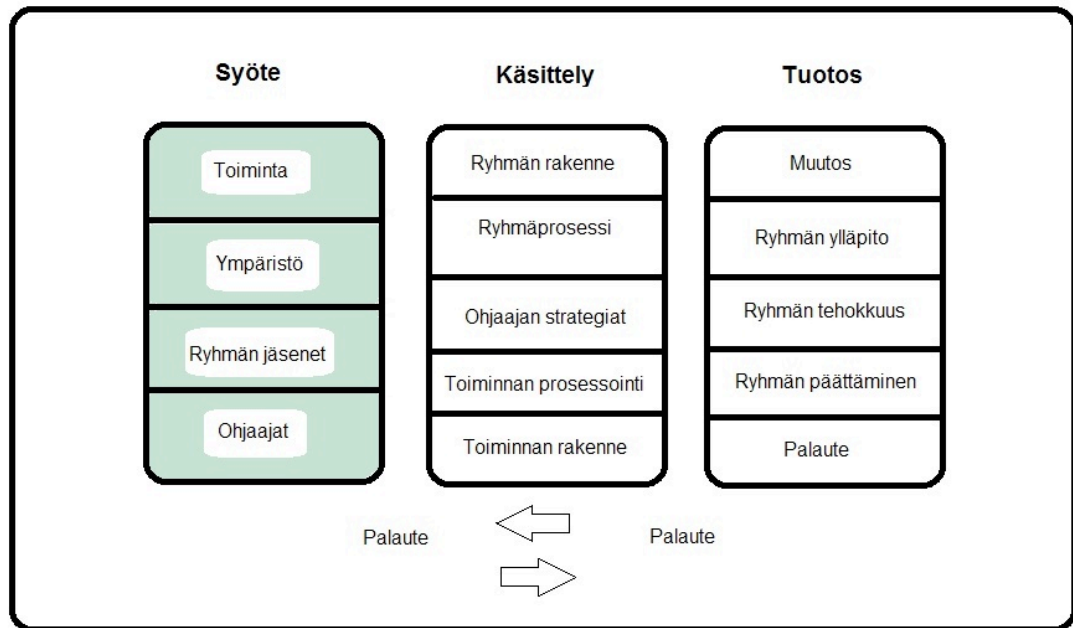 Syöte
Toiminta
Ympäristö
Ryhmän jäsenet
Ohjaajat
Käsittely
Ryhmän rakenne
Ryhmäprosessi
Ohjaajan strategiat
Toiminnan prosessointi
Toiminnan rakenne
Tuotos
Muutos
Ryhmän ylläpito
Ryhmän tehokkuus
Ryhmän päättäminen
Palaute
Palaute
Palaute